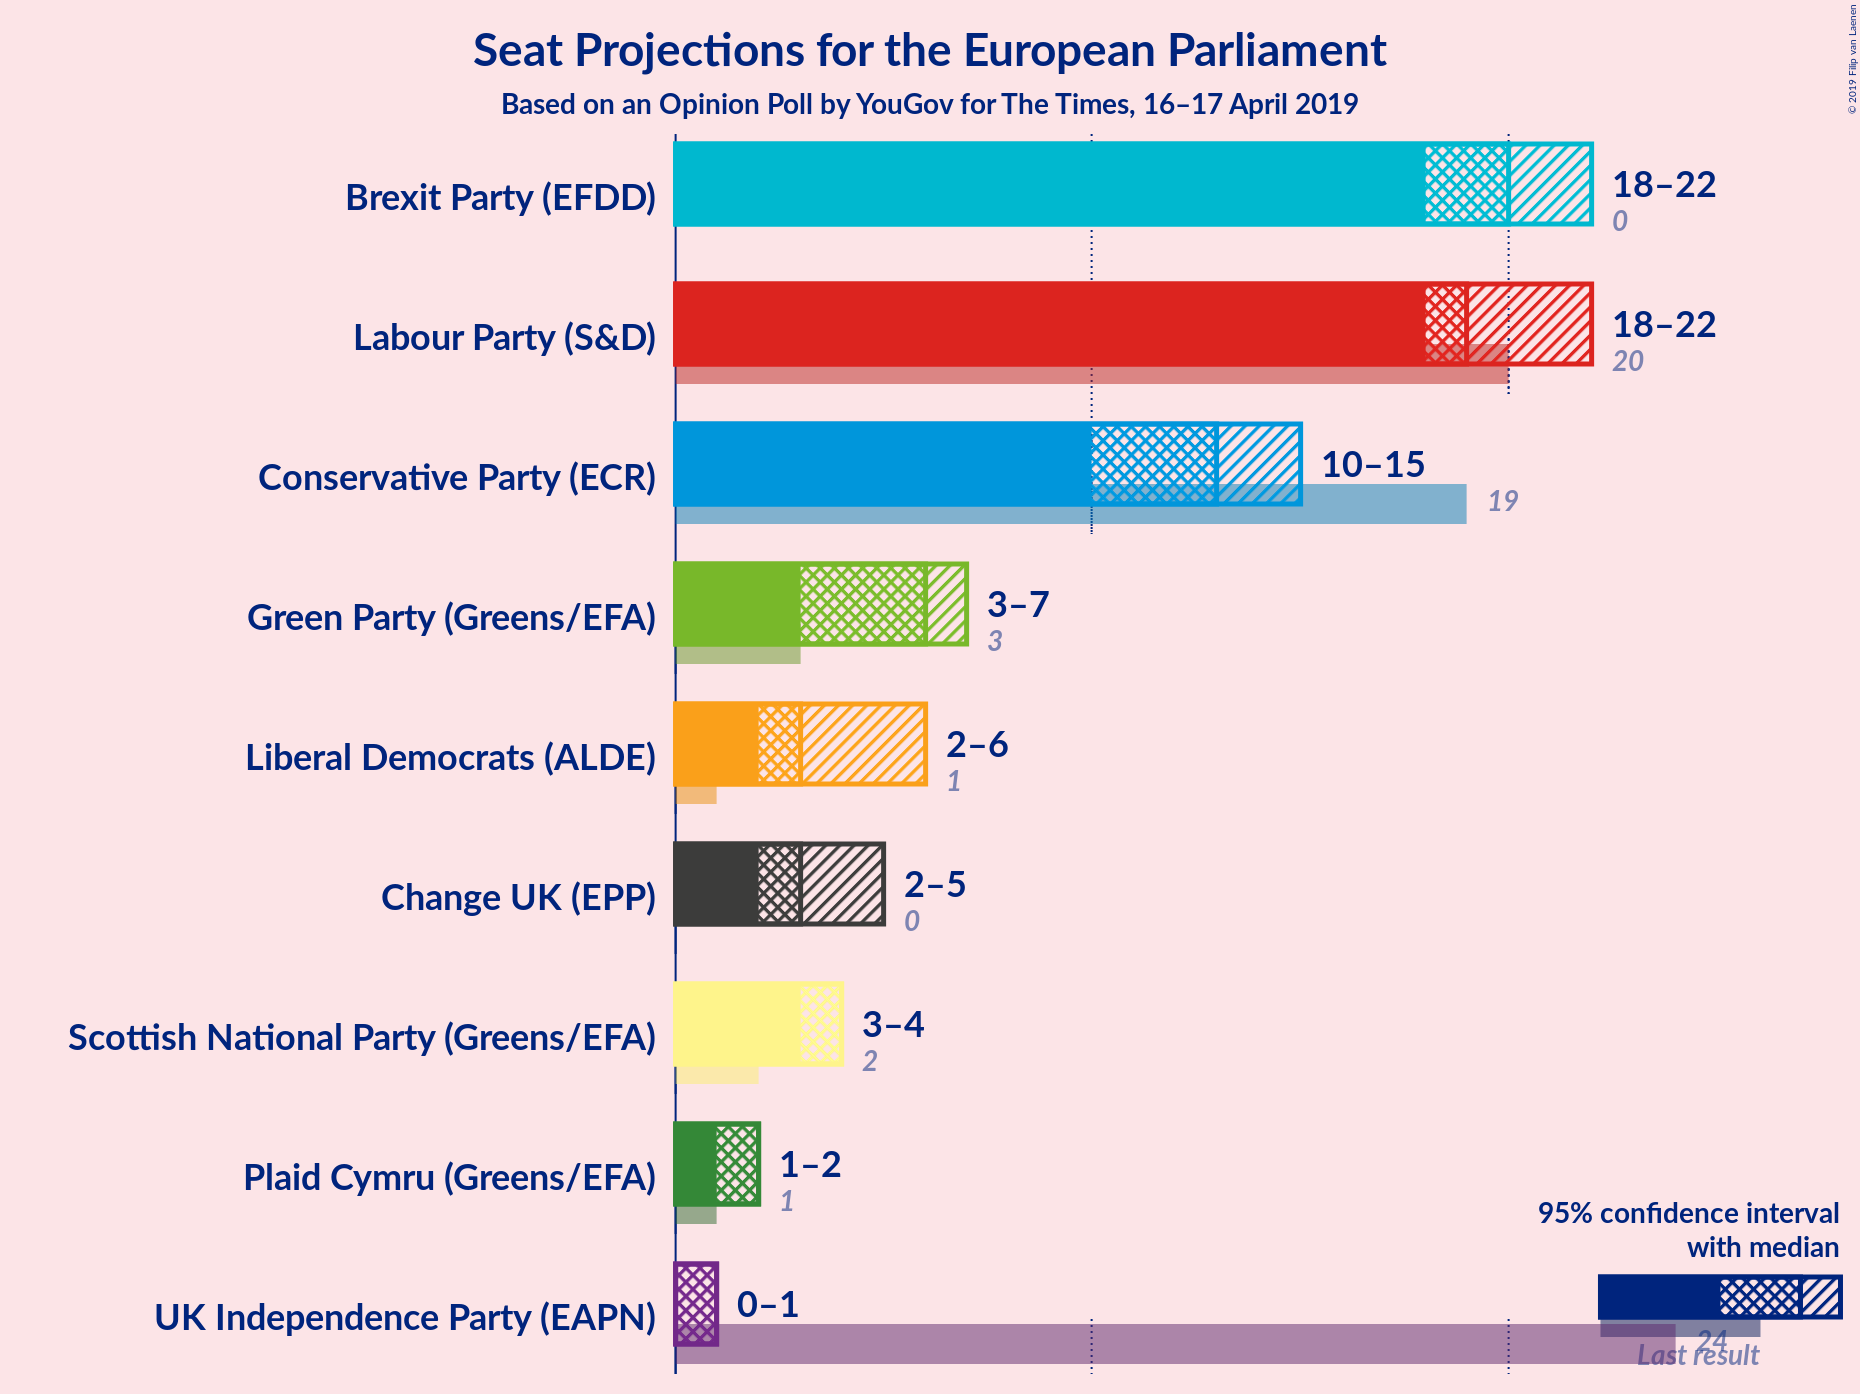 Seat Projections for the European Parliament
Based on an Opinion Poll by YouGov for The Times, 16–17 April 2019
© 2019 Filip van Laenen
Brexit Party (EFDD)
18–22
0
Labour Party (S&D)
18–22
20
Conservative Party (ECR)
10–15
19
Green Party (Greens/EFA)
3–7
3
Liberal Democrats (ALDE)
2–6
1
Change UK (EPP)
2–5
0
Scottish National Party (Greens/EFA)
3–4
2
Plaid Cymru (Greens/EFA)
1–2
1
UK Independence Party (EAPN)
0–1
24
95% confidence interval
with median
Last result